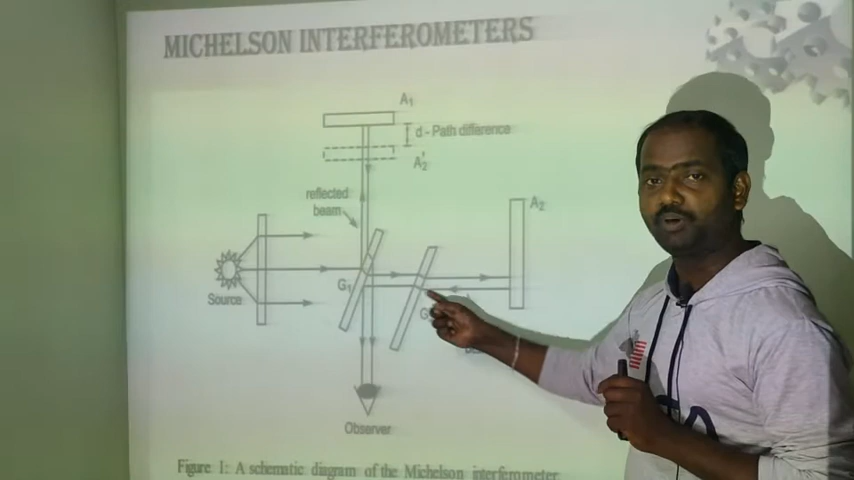 MICHELSON INTERFEROMETERS
A1
d - Path difference
A'2
reflected
beam
A2
G1
Source
G
Observer
Figure 1: A schematic diagram of the Michelson interferometer